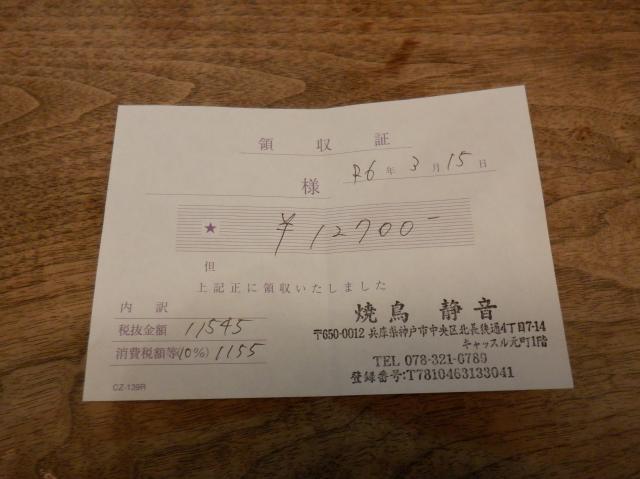 領収証
R6年3月15日
様
★ ¥12700-
但
上記正に領収いたしました
内訳
税抜金額 11545
消費税額等(10%) 1155
CZ-139R
焼鳥 静音
〒650-0012 兵庫県神戸市中央区北長狭通4丁目7-14
キャッスル元町1階
TEL 078-321-6789
登録番号:T7810463133041